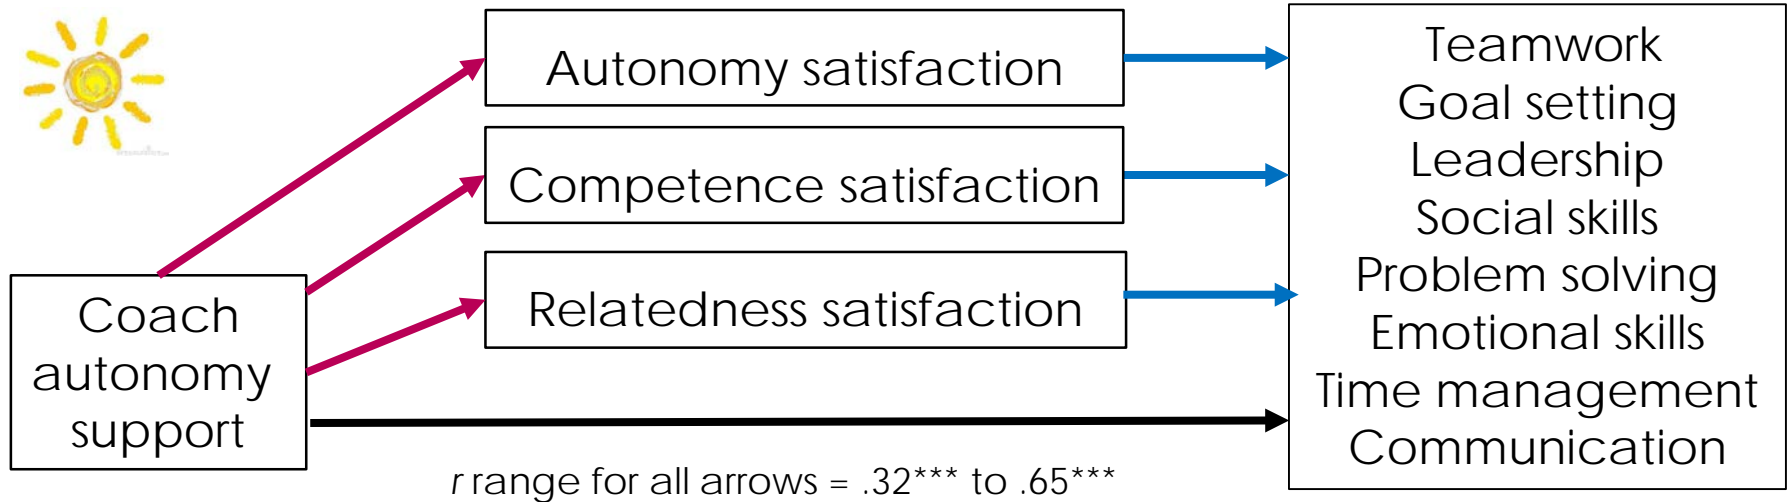 Autonomy satisfaction
Competence satisfaction
Relatedness satisfaction
Coach
autonomy
support
Teamwork
Goal setting
Leadership
Social skills
Problem solving
Emotional skills
Time management
Communication
r range for all arrows = .32*** to .65***